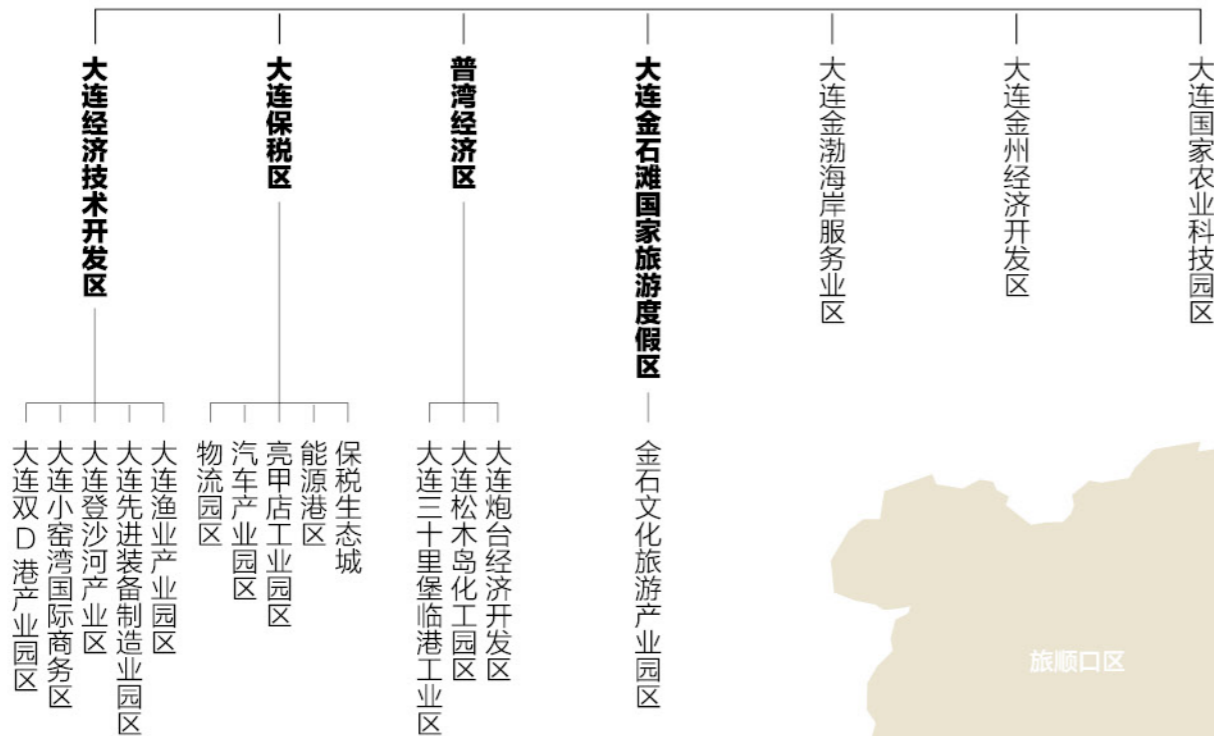 大连经济技术开发区
大连保税区
普湾经济区
大连金石滩国家旅游度假区
大连金渤海岸服务业区
大连金州经济开发区
大连国家农业科技园区
大连双D港产业园区
大连小窑湾国际商务区
大连登沙河产业区
大连先进装备制造业园区
大连渔业产业园区
物流园区
汽车产业园区
亮甲店工业园区
能源港区
保税生态城
大连三十里堡临港工业区
大连松木岛化工园区
大连炮台经济开发区
金石文化旅游产业园区
旅顺口区